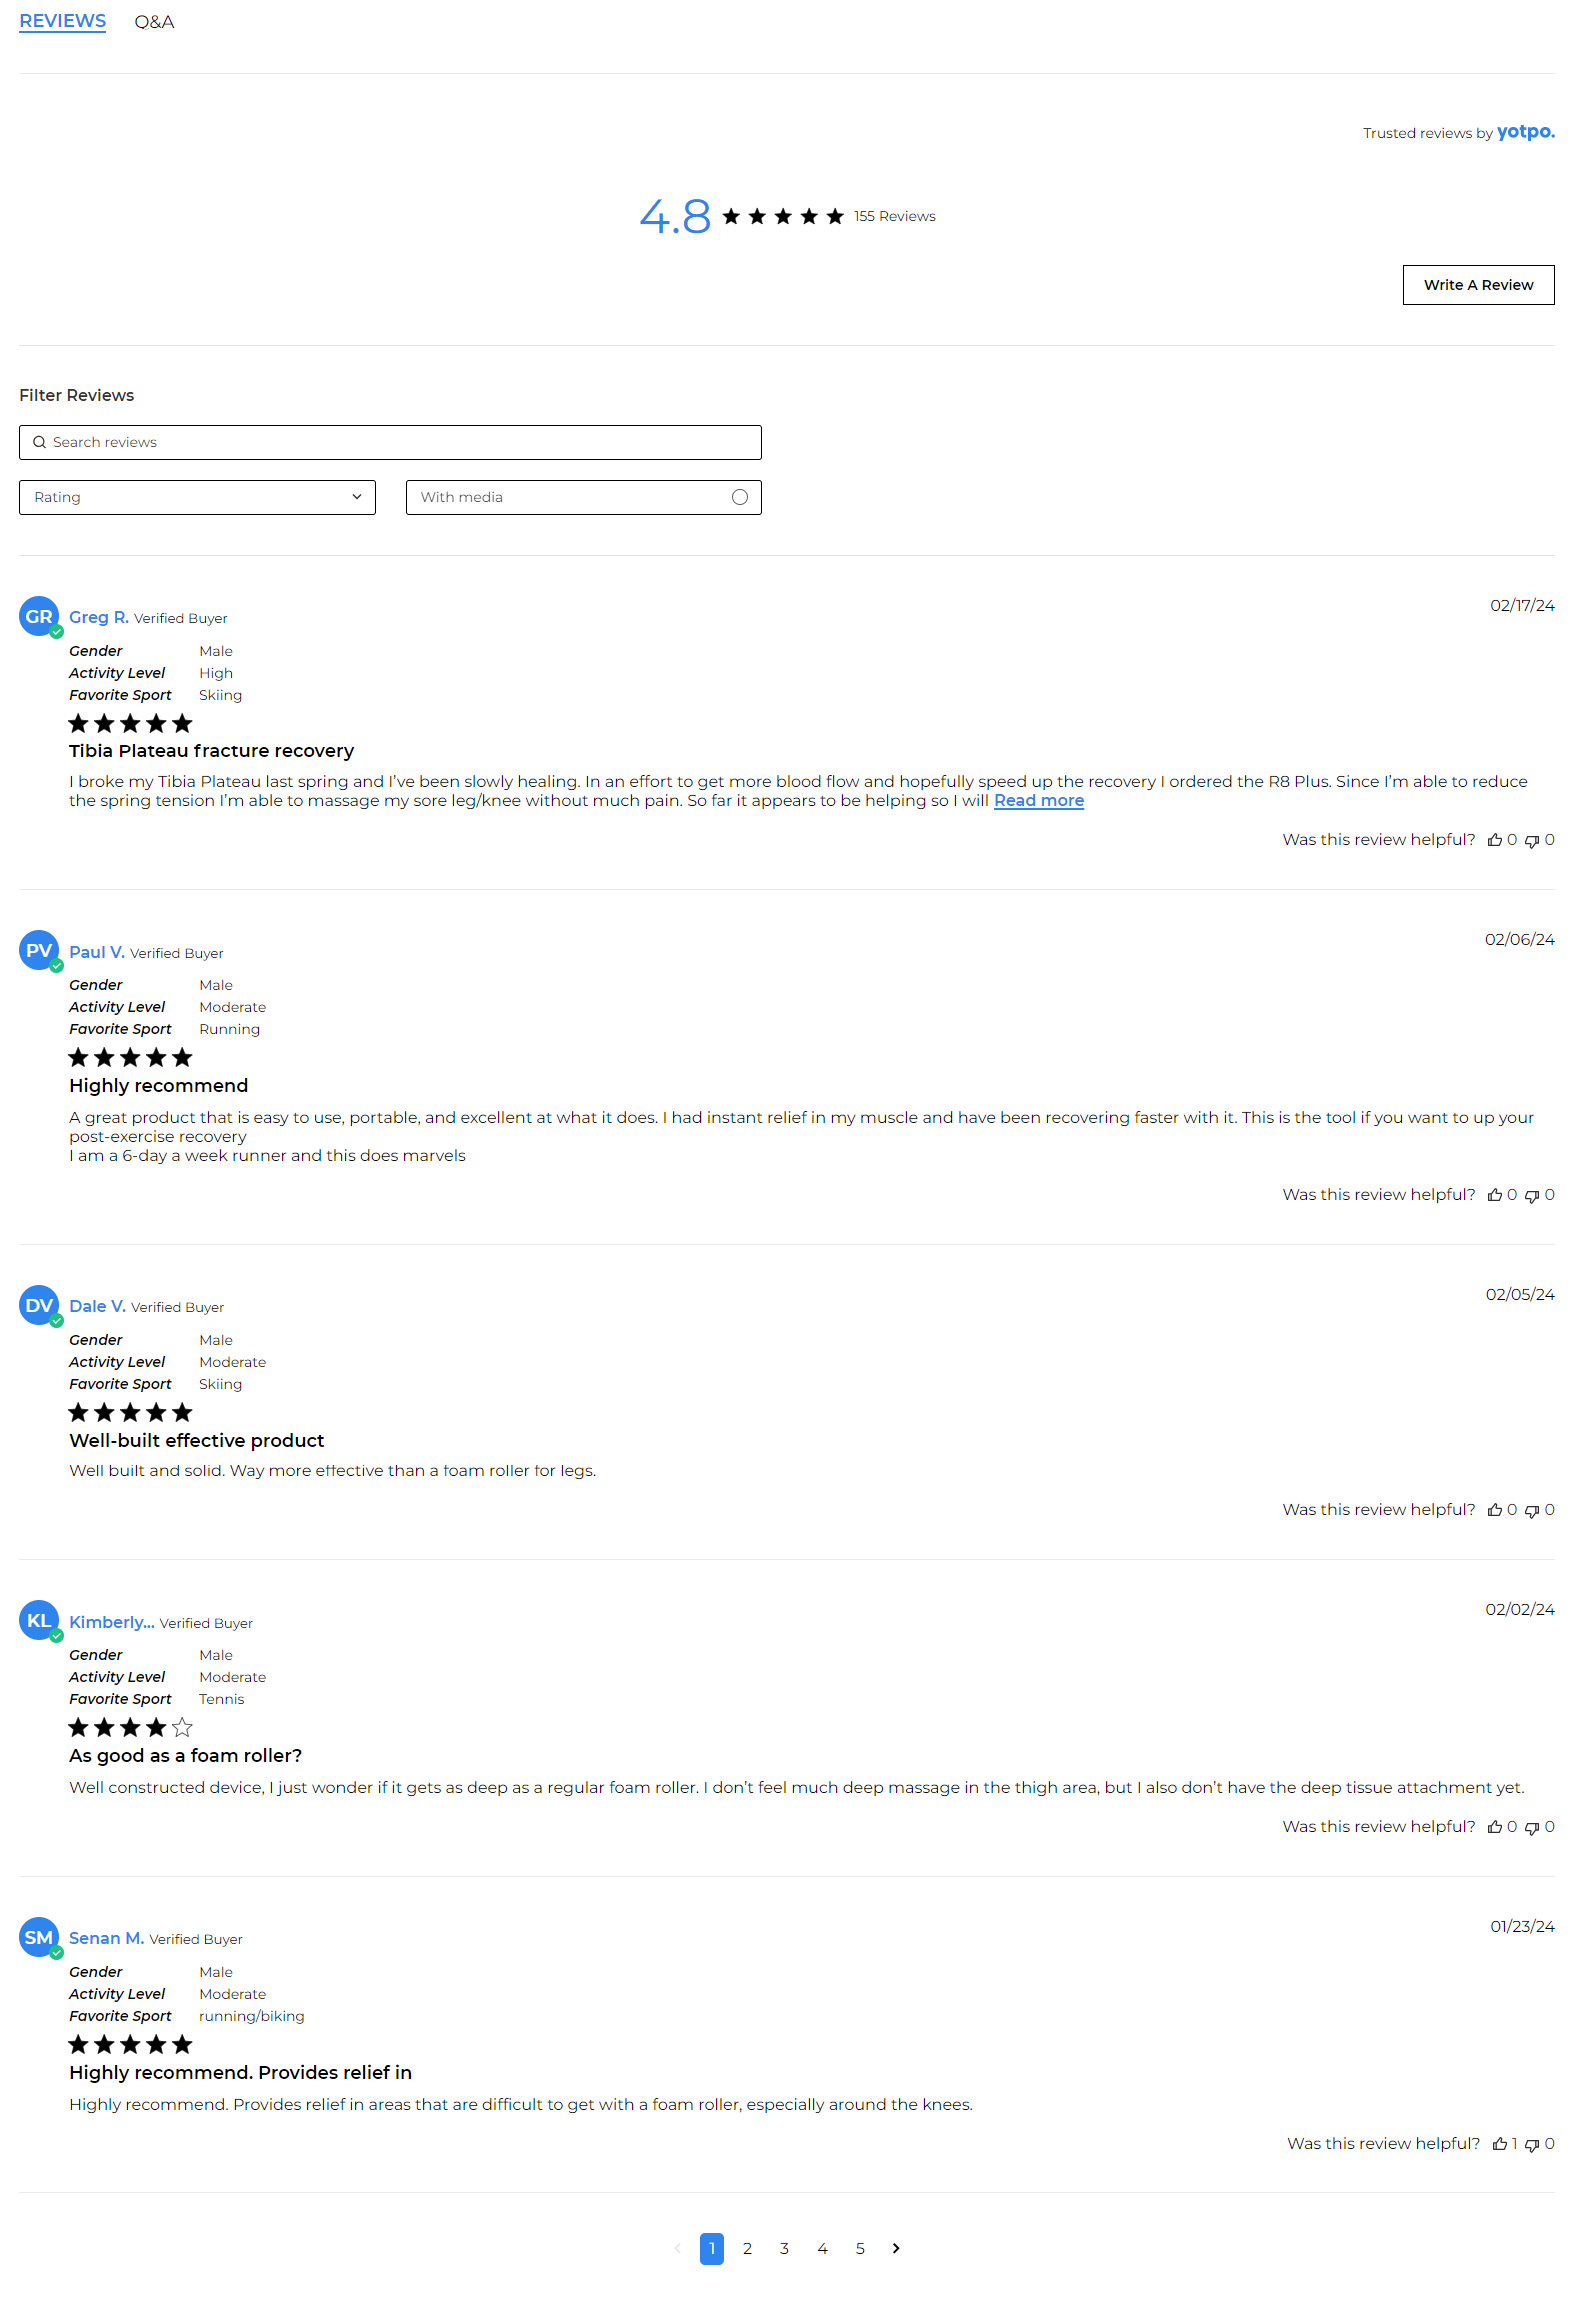 REVIEWS Q&A
Trusted reviews by yotpo.
4.8 155 Reviews
Write A Review
Filter Reviews
Search reviews
Rating With media
GR Greg R. Verified Buyer 02/17/24
Gender Male
Activity Level High
Favorite Sport Skiing
Tibia Plateau fracture recovery
I broke my Tibia Plateau last spring and I’ve been slowly healing. In an effort to get more blood flow and hopefully speed up the recovery I ordered the R8 Plus. Since I’m able to reduce
the spring tension I’m able to massage my sore leg/knee without much pain. So far it appears to be helping so I will Read more
Was this review helpful? 0 0
PV Paul V. Verified Buyer 02/06/24
Gender Male
Activity Level Moderate
Favorite Sport Running
Highly recommend
A great product that is easy to use, portable, and excellent at what it does. I had instant relief in my muscle and have been recovering faster with it. This is the tool if you want to up your
post-exercise recovery
I am a 6-day a week runner and this does marvels
Was this review helpful? 0 0
DV Dale V. Verified Buyer 02/05/24
Gender Male
Activity Level Moderate
Favorite Sport Skiing
Well-built effective product
Well built and solid. Way more effective than a foam roller for legs.
Was this review helpful? 0 0
KL Kimberly... Verified Buyer 02/02/24
Gender Male
Activity Level Moderate
Favorite Sport Tennis
As good as a foam roller?
Well constructed device, I just wonder if it gets as deep as a regular foam roller. I don’t feel much deep massage in the thigh area, but I also don’t have the deep tissue attachment yet.
Was this review helpful? 0 0
SM Senan M. Verified Buyer 01/23/24
Gender Male
Activity Level Moderate
Favorite Sport running/biking
Highly recommend. Provides relief in
Highly recommend. Provides relief in areas that are difficult to get with a foam roller, especially around the knees.
Was this review helpful? 1 0
1 2 3 4 5